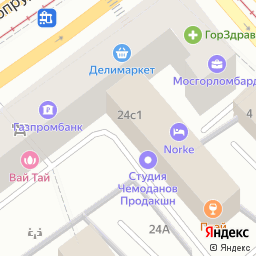 ГорЗдрав
Делимаркет
Мосгорломбард
24с1
4
Газпромбанк
Norke
Вай Тай
Студия
Чемоданов
Продакшн
24А
Яндекс